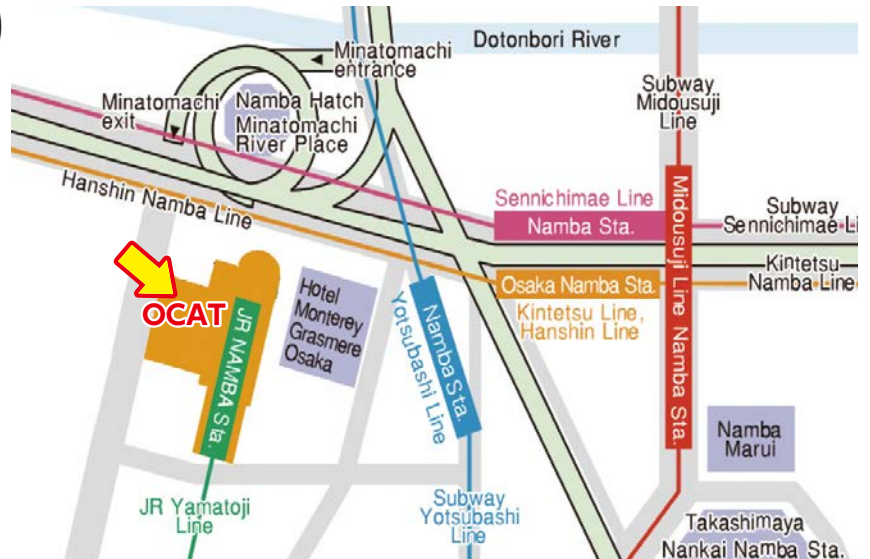 Dotonbori River
Minatomachi
entrance
Subway
Midousuji
Line
Minatomachi
exit
Namba Hatch
Minatomachi
River Place
Hanshin Namba Line
Sennichimae Line
Namba Sta.
Subway
Sennichimae Li
Midousuji Line Namba Sta.
Kintetsu
Namba Line
Osaka Namba Sta.
Kintetsu Line,
Hanshin Line
OCAT
JR NAMBA Sta.
Hotel
Monterey
Grasmere
Osaka
Namba Sta.
Yotsubashi Line
Namba
Marui
JR Yamatoji
Line
Subway
Yotsubashi
Line
Takashimaya
Nankai Namba Sta.